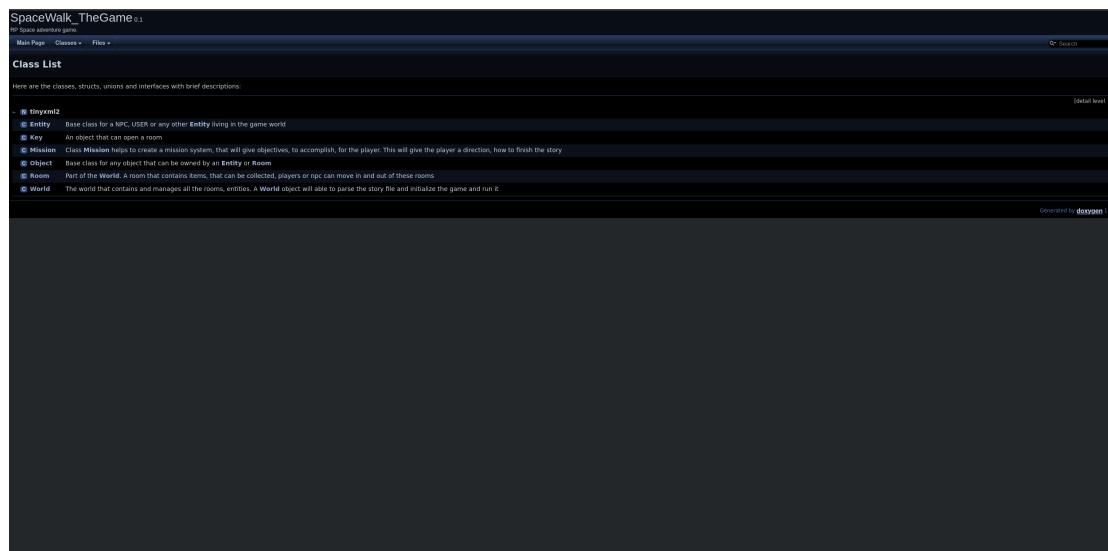 SpaceWalk_TheGame 0.1
RP Space adventure game.
Main Page Classes Files
Search
Class List
Here are the classes, structs, unions and interfaces with brief descriptions:
[detail level
N tinyxml2
C Entity Base class for a NPC, USER or any other Entity living in the game world
C Key An object that can open a room
C Mission Class Mission helps to create a mission system, that will give objectives, to accomplish, for the player. This will give the player a direction, how to finish the story
C Object Base class for any object that can be owned by an Entity or Room
C Room Part of the World. A room that contains items, that can be collected, players or npc can move in and out of these rooms
C World The world that contains and manages all the rooms, entities. A World object will able to parse the story file and initialize the game and run it
Generated by doxygen 1